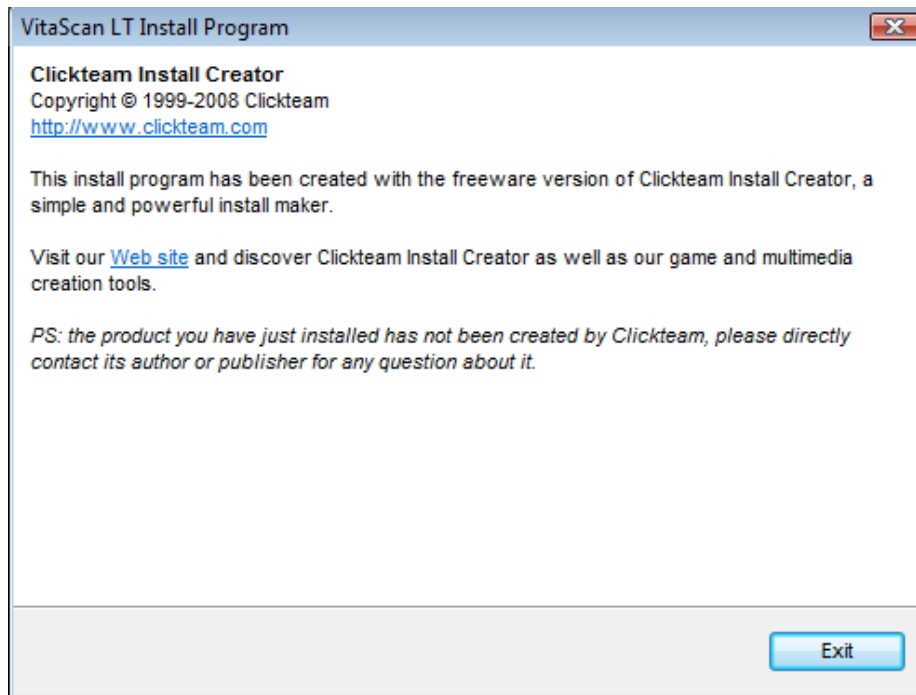 VitaScan LT Install Program
Clickteam Install Creator
Copyright © 1999-2008 Clickteam
http://www.clickteam.com
This install program has been created with the freeware version of Clickteam Install Creator, a
simple and powerful install maker.
Visit our Web site and discover Clickteam Install Creator as well as our game and multimedia
creation tools.
PS: the product you have just installed has not been created by Clickteam, please directly
contact its author or publisher for any question about it.
Exit